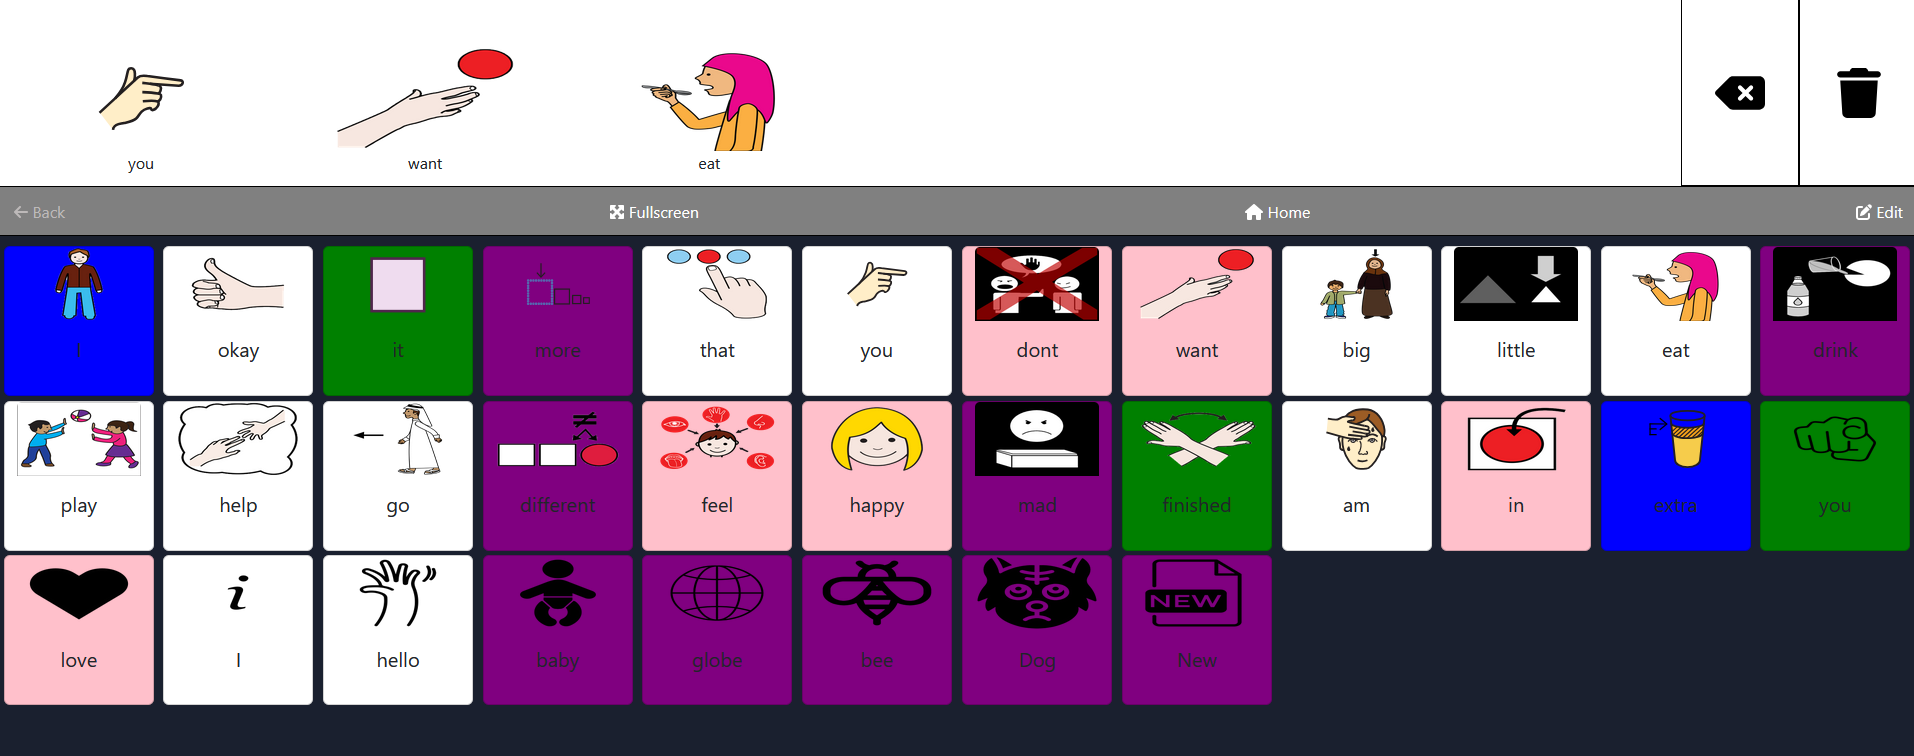 you want eat
Back Fullscreen Home Edit
I okay it more that you dont want big little eat drink
play help go different feel happy mad finished am in extra you
E
i NEW
love I hello baby globe bee Dog New